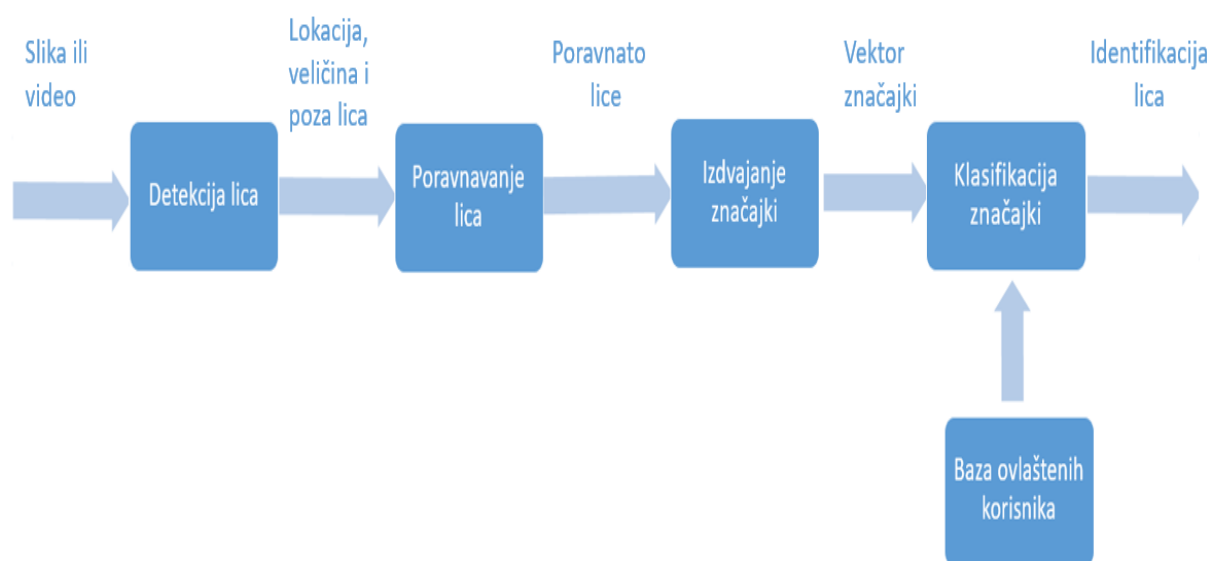 Slika ili
video
Lokacija,
veličina i
poza lica
Poravnato
lice
Vektor
značajki
Identifikacija
lica
Detekcija lica
Poravnavanje
lica
Izdvajanje
značajki
Klasifikacija
značajki
Baza ovlaštenih
korisnika